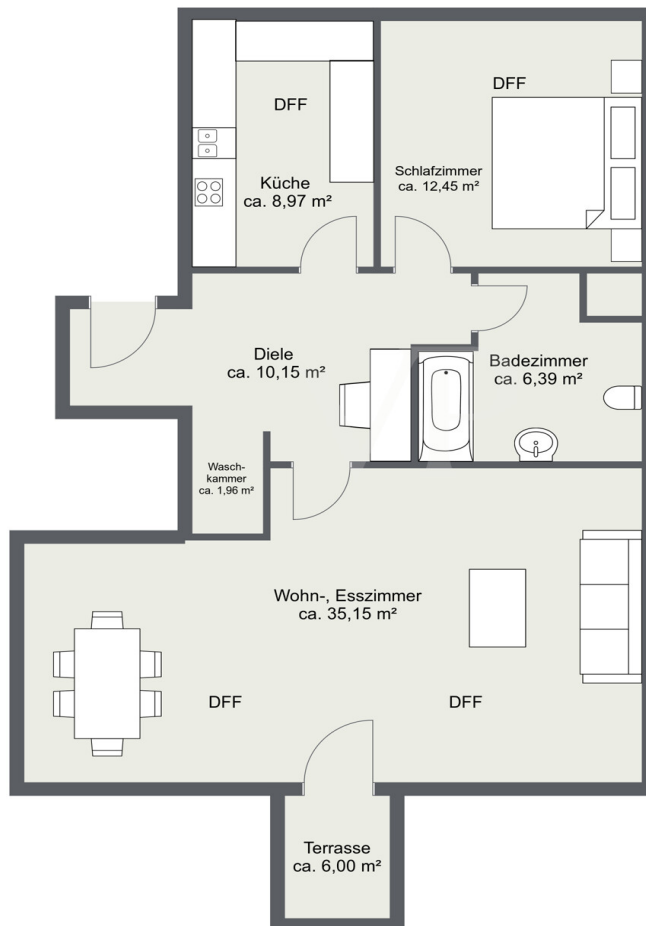 DFF
Küche
ca. 8,97 m²
DFF
Schlafzimmer
ca. 12,45 m²
Diele
ca. 10,15 m²
Badezimmer
ca. 6,39 m²
Wasch-
kammer
ca. 1,96 m²
Wohn-, Esszimmer
ca. 35,15 m²
DFF
DFF
Terrasse
ca. 6,00 m²